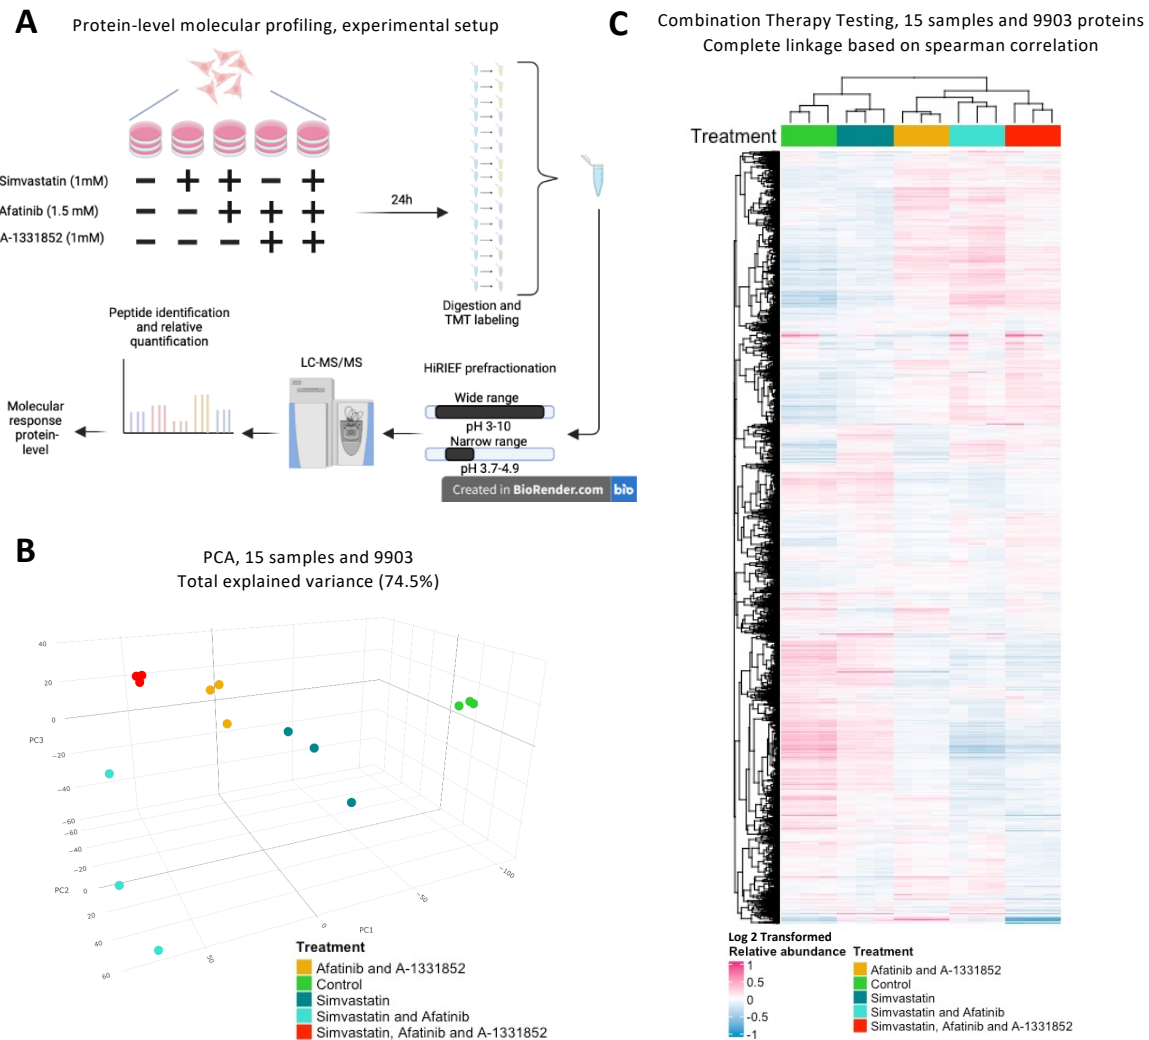 A
Protein-level molecular profiling, experimental setup
Simvastatin (1mM)
Afatinib (1.5 mM)
A-1331852 (1mM)
24h
Digestion and
TMT labeling
Peptide identification
and relative
quantification
LC-MS/MS
HiRIEF prefractionation
Wide range
pH 3-10
Narrow range
pH 3.7-4.9
Molecular
response
protein-
level
Created in BioRender.com bio
B
PCA, 15 samples and 9903
Total explained variance (74.5%)
40
20
0
PC3
−20
−40
−60
−60
−40
−20
PC2 0
20
40
60
50
0
PC1
−50
−100
Treatment
Afatinib and A-1331852
Control
Simvastatin
Simvastatin and Afatinib
Simvastatin, Afatinib and A-1331852
C
Combination Therapy Testing, 15 samples and 9903 proteins
Complete linkage based on spearman correlation
Treatment
Log 2 Transformed
Relative abundance
1
0.5
0
-0.5
-1
Treatment
Afatinib and A-1331852
Control
Simvastatin
Simvastatin and Afatinib
Simvastatin, Afatinib and A-1331852